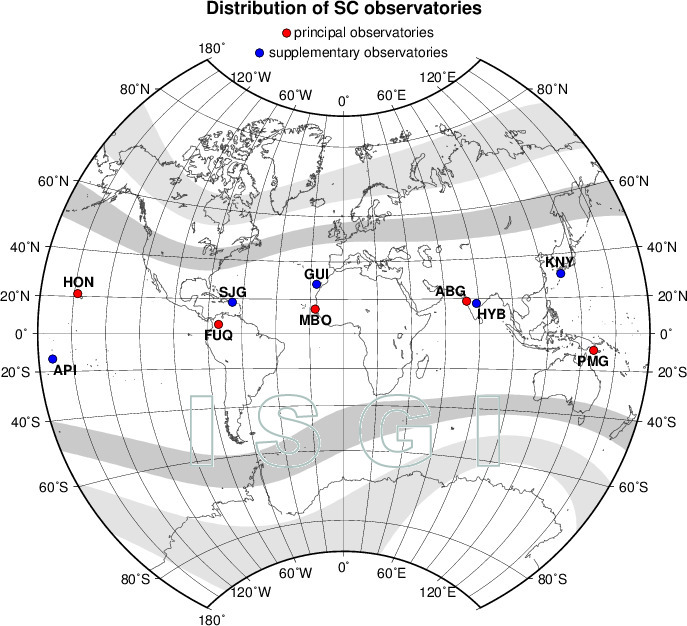 Distribution of SC observatories
principal observatories
supplementary observatories
180°
120°W 120°E
80°N 60°W 0° 60°E 80°N
60°N 60°N
40°N 40°N
KNY
GUI
HON SJG ABG
20°N 20°N
MBO HYB
FUQ
0° 0°
PMG
API
20°S 20°S
ISGI
40°S 40°S
60°S 60°S
80°S 60°W 0° 60°E 80°S
120°W 120°E
180°